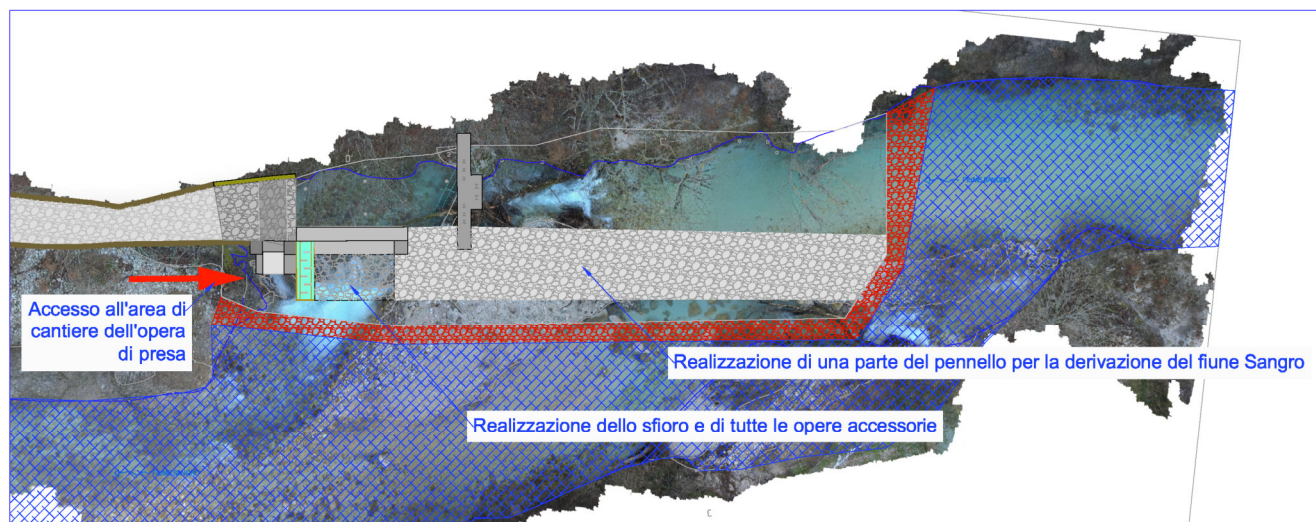 Accesso all'area di
cantiere dell'opera
di presa
Realizzazione di una parte del pennello per la derivazione del fiune Sangro
Realizzazione dello sfioro e di tutte le opere accessorie
C